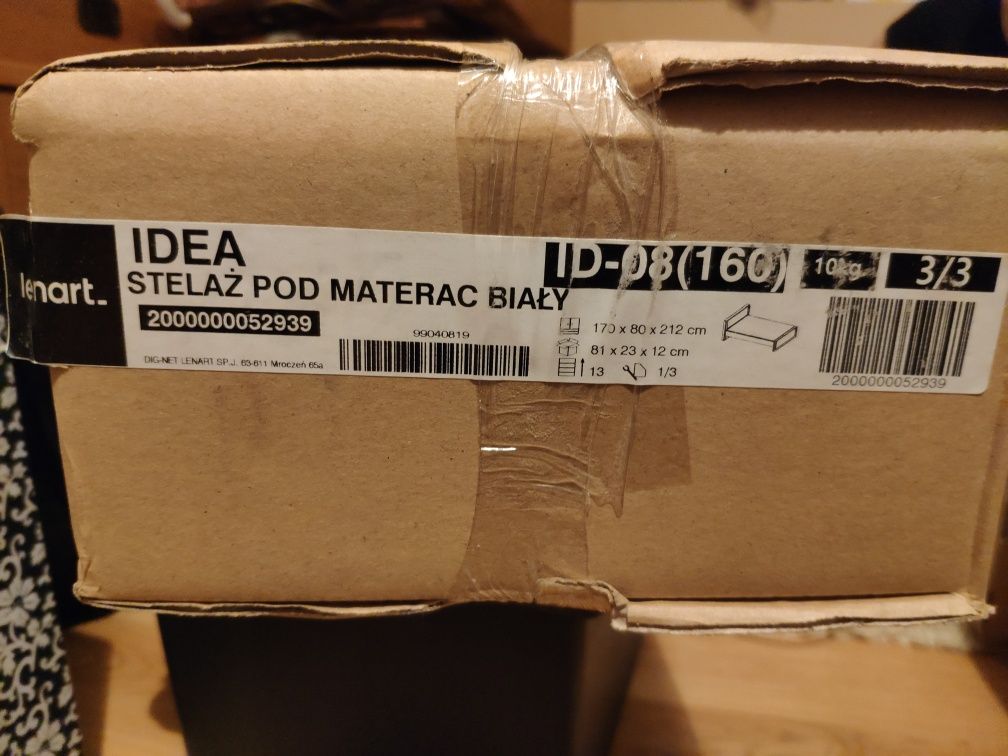 lenart.
IDEA
STELAŻ POD MATERAC BIAŁY
2000000052939
DIG-NET LENART SP.J. 63-611 Mroczeń 65a
99040819
ID-08(160)
10kg
3/3
170 x 80 x 212 cm
81 x 23 x 12 cm
13
1/3
2000000052939